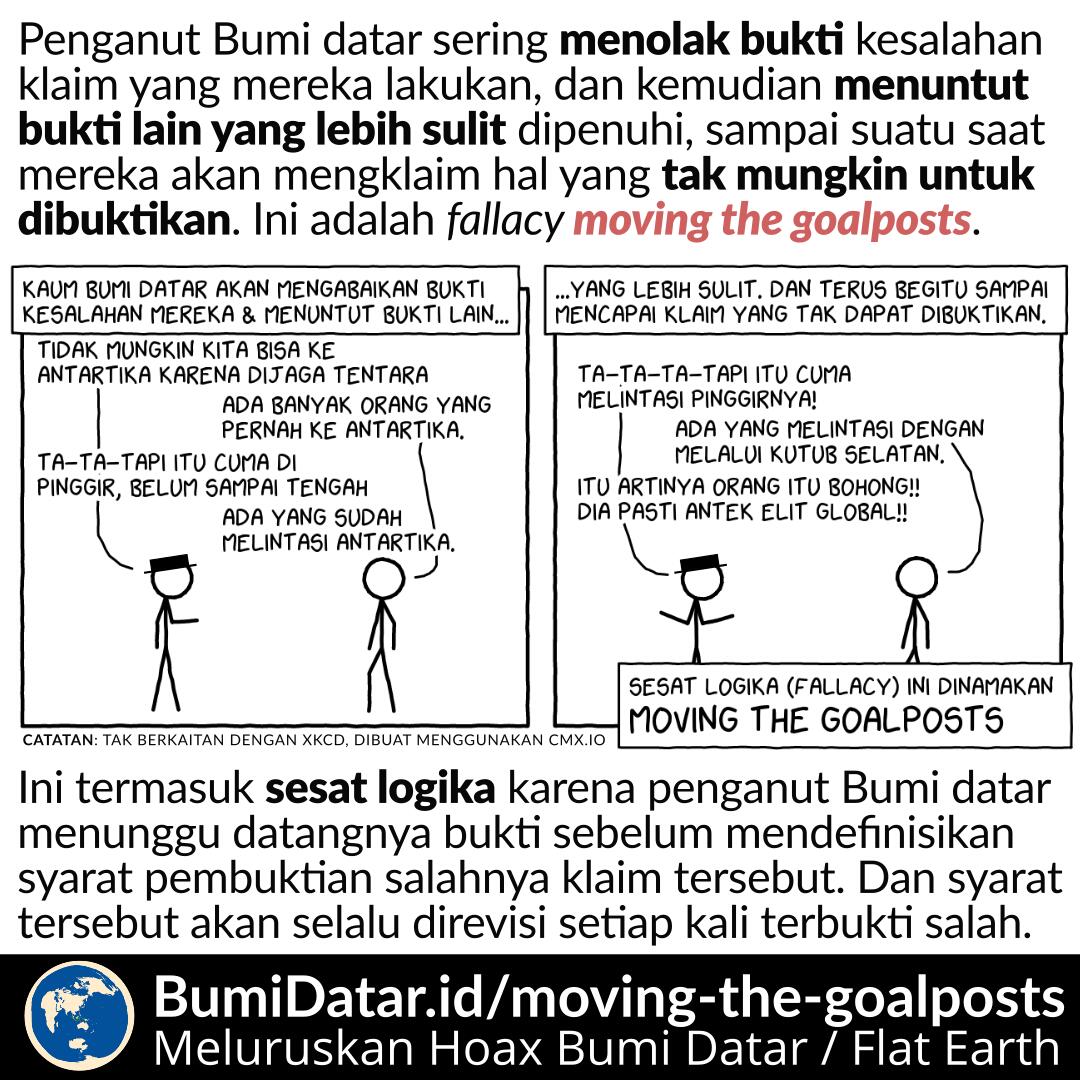 Penganut Bumi datar sering menolak bukti kesalahan
klaim yang mereka lakukan, dan kemudian menuntut
bukti lain yang lebih sulit dipenuhi, sampai suatu saat
mereka akan mengklaim hal yang tak mungkin untuk
dibuktikan. Ini adalah fallacy moving the goalposts.
KAUM BUMI DATAR AKAN MENGABAIKAN BUKTI
KESALAHAN MEREKA & MENUNTUT BUKTI LAIN...
TIDAK MUNGKIN KITA BISA KE
ANTARTIKA KARENA DIJAGA TENTARA
ADA BANYAK ORANG YANG
PERNAH KE ANTARTIKA.
TA-TA-TAPI ITU CUMA DI
PINGGIR, BELUM SAMPAI TENGAH
ADA YANG SUDAH
MELINTASI ANTARTIKA.
...YANG LEBIH SULIT. DAN TERUS BEGITU SAMPAI
MENCAPAI KLAIM YANG TAK DAPAT DIBUKTIKAN.
TA-TA-TA-TAPI ITU CUMA
MELINTASI PINGGIRNYA!
ADA YANG MELINTASI DENGAN
MELALUI KUTUB SELATAN.
ITU ARTINYA ORANG ITU BOHONG!!
DIA PASTI ANTEK ELIT GLOBAL!!
SESAT LOGIKA (FALLACY) INI DINAMAKAN
MOVING THE GOALPOSTS
CATATAN: TAK BERKAITAN DENGAN XKCD, DIBUAT MENGGUNAKAN CMX.IO
Ini termasuk sesat logika karena penganut Bumi datar
menunggu datangnya bukti sebelum mendefinisikan
syarat pembuktian salahnya klaim tersebut. Dan syarat
tersebut akan selalu direvisi setiap kali terbukti salah.
BumiDatar.id/moving-the-goalposts
Meluruskan Hoax Bumi Datar / Flat Earth